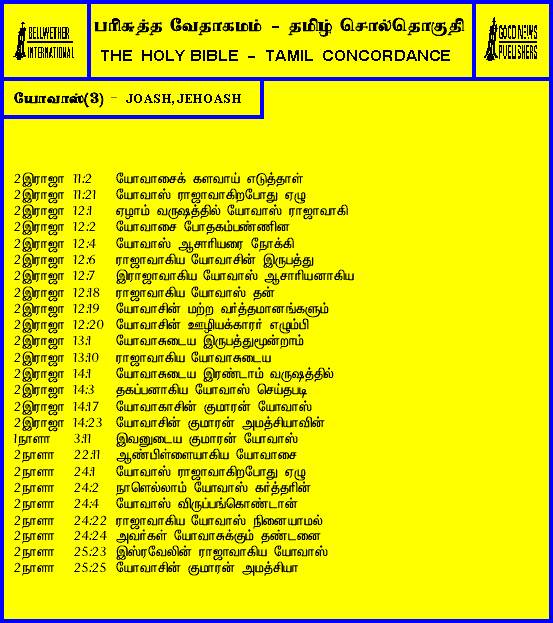 BELLWETHER
INTERNATIONAL
பரிசுத்த வேதாகமம் - தமிழ் சொல்தொகுதி
THE HOLY BIBLE - TAMIL CONCORDANCE
GOOD NEWS
PUBLISHERS
யோவாஸ்(3) - JOASH,JEHOASH
2இராஜா 11:2 யோவாசைக் களவாய் எடுத்தாள்
2இராஜா 11:21 யோவாஸ் ராஜாவாகிறபோது ஏழு
2இராஜா 12:1 ஏழாம் வருஷத்தில் யோவாஸ் ராஜாவாகி
2இராஜா 12:2 யோவாசை போதகம்பண்ணின
2இராஜா 12:4 யோவாஸ் ஆசாரியரை நோக்கி
2இராஜா 12:6 ராஜாவாகிய யோவாசின் இருபத்து
2இராஜா 12:7 இராஜாவாகிய யோவாஸ் ஆசாரியனாகிய
2இராஜா 12:18 ராஜாவாகிய யோவாஸ் தன்
2இராஜா 12:19 யோவாசின் மற்ற வர்த்தமானங்களும்
2இராஜா 12:20 யோவாசின் ஊழியக்காரர் எழும்பி
2இராஜா 13:1 யோவாசுடைய இருபத்துமூன்றாம்
2இராஜா 13:10 ராஜாவாகிய யோவாசுடைய
2இராஜா 14:1 யோவாசுடைய இரண்டாம் வருஷத்தில்
2இராஜா 14:3 தகப்பனாகிய யோவாஸ் செய்தபடி
2இராஜா 14:17 யோவாகாசின் குமாரன் யோவாஸ்
2இராஜா 14:23 யோவாசின் குமாரன் அமத்சியாவின்
1நாளா 3:11 இவனுடைய குமாரன் யோவாஸ்
2நாளா 22:11 ஆண்பிள்ளையாகிய யோவாசை
2நாளா 24:1 யோவாஸ் ராஜாவாகிறபோது ஏழு
2நாளா 24:2 நாளெல்லாம் யோவாஸ் கர்த்தரின்
2நாளா 24:4 யோவாஸ் விருப்பங்கொண்டான்
2நாளா 24:22 ராஜாவாகிய யோவாஸ் நினையாமல்
2நாளா 24:24 அவர்கள் யோவாசுக்கும் தண்டனை
2நாளா 25:23 இஸ்ரவேலின் ராஜாவாகிய யோவாஸ்
2நாளா 25:25 யோவாசின் குமாரன் அமத்சியா